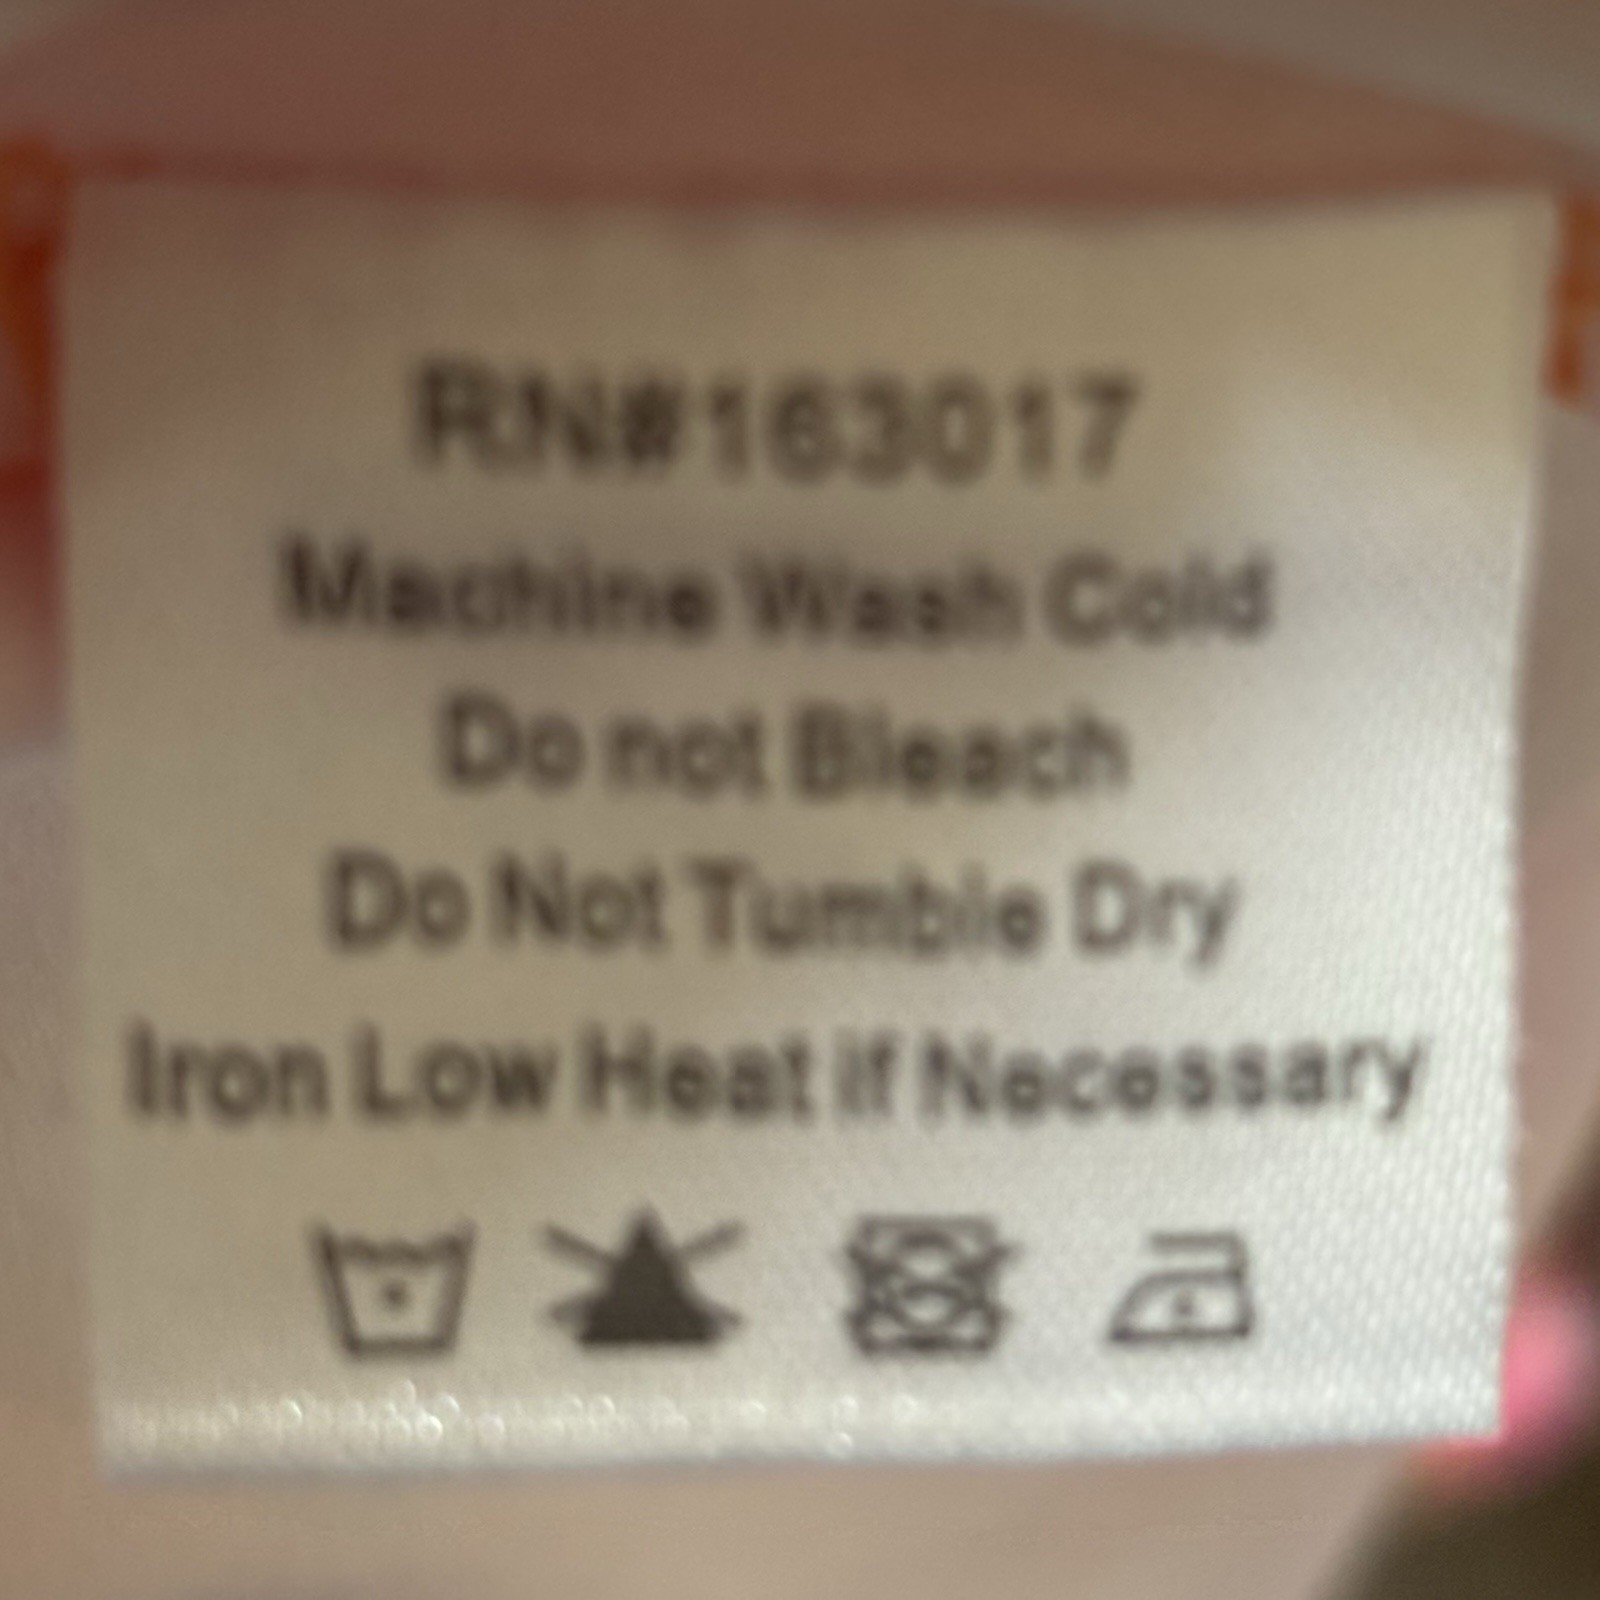 RN#163017
Machine Wash Cold
Do not Bleach
Do Not Tumble Dry
Iron Low Heat if Necessary